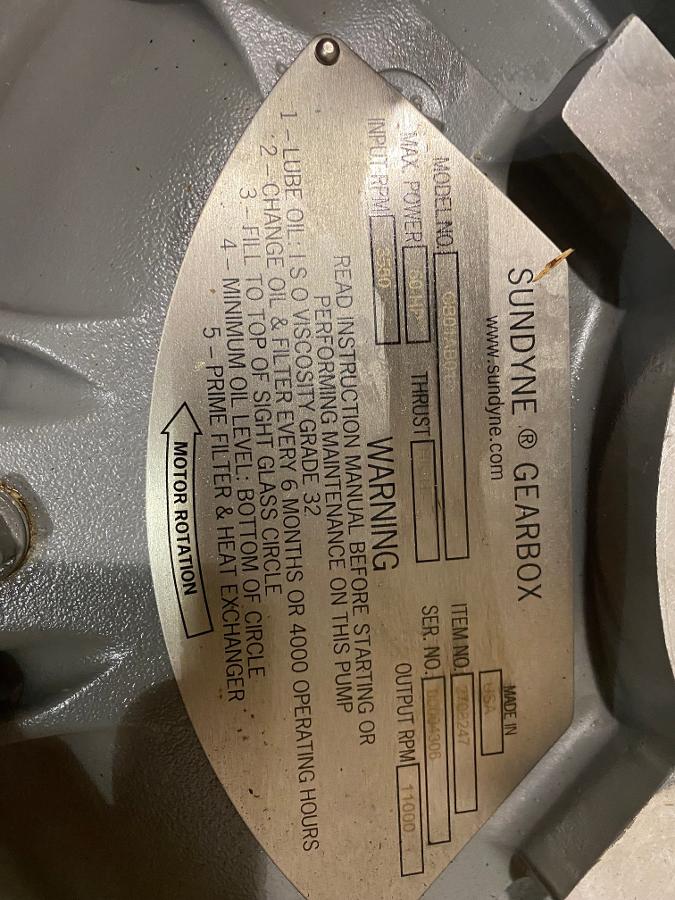 SUNDYNE ® GEARBOX
www.sundyne.com
MADE IN USA
MODEL NO.
ITEM NO. 2702247
MAX. POWER THRUST
SER. NO.
INPUT RPM 3560
OUTPUT RPM 11000
WARNING
READ INSTRUCTION MANUAL BEFORE STARTING OR
PERFORMING MAINTENANCE ON THIS PUMP
1 – LUBE OIL: I S O VISCOSITY GRADE 32
2 – CHANGE OIL & FILTER EVERY 6 MONTHS OR 4000 OPERATING HOURS
3 – FILL TO TOP OF SIGHT GLASS CIRCLE
4 – MINIMUM OIL LEVEL: BOTTOM OF CIRCLE
5 – PRIME FILTER & HEAT EXCHANGER
MOTOR ROTATION